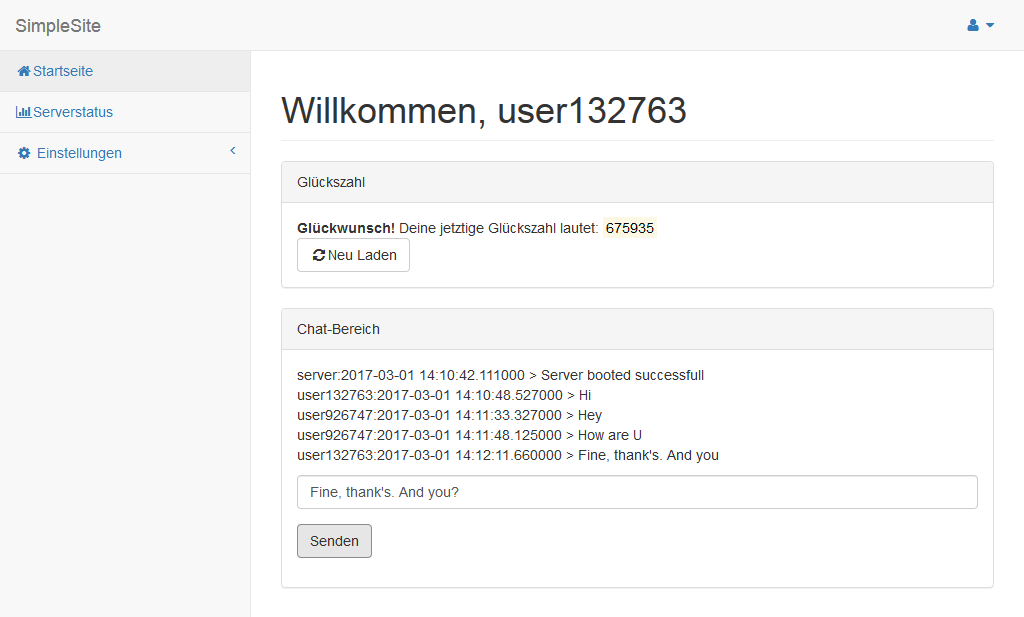 SimpleSite
Startseite
Serverstatus
Einstellungen
Willkommen, user132763
Glückszahl
Glückwunsch! Deine jetztige Glückszahl lautet: 675935
Neu Laden
Chat-Bereich
server:2017-03-01 14:10:42.111000 > Server booted successfull
user132763:2017-03-01 14:10:48.527000 > Hi
user926747:2017-03-01 14:11:33.327000 > Hey
user926747:2017-03-01 14:11:48.125000 > How are U
user132763:2017-03-01 14:12:11.660000 > Fine, thank's. And you
Fine, thank's. And you?
Senden